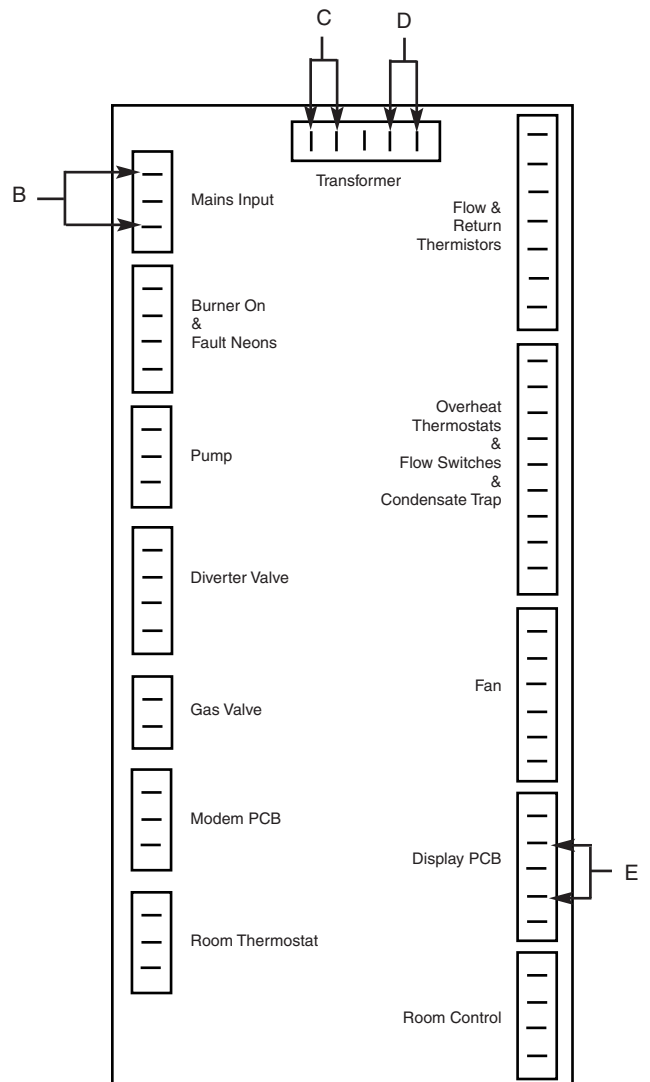 C
D
B
Transformer
Mains Input
Flow &
Return
Thermistors
Burner On
&
Fault Neons
Overheat
Thermostats
&
Flow Switches
&
Condensate Trap
Pump
Diverter Valve
Fan
Gas Valve
Modem PCB
Display PCB
E
Room Thermostat
Room Control